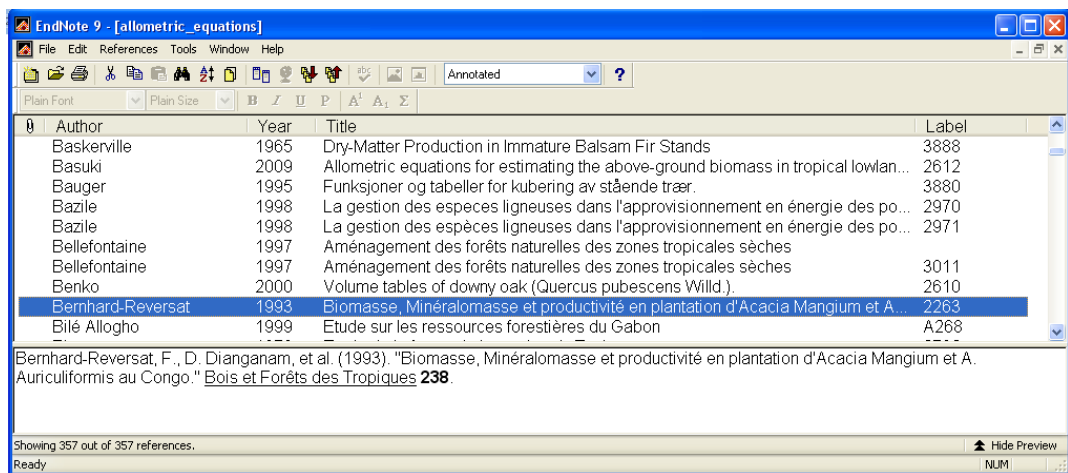 EndNote 9 - [allometric_equations]
File Edit References Tools Window Help
Annotated ?
Plain Font Plain Size B I U P A¹ A₁ Σ
Author Year Title Label
Baskerville 1965 Dry-Matter Production in Immature Balsam Fir Stands 3888
Basuki 2009 Allometric equations for estimating the above-ground biomass in tropical lowlan... 2612
Bauger 1995 Funksjoner og tabeller for kubering av stående trær. 3880
Bazile 1998 La gestion des especes ligneuses dans l'approvisionnement en énergie des po... 2970
Bazile 1998 La gestion des espèces ligneuses dans l'approvisionnement en énergie des po... 2971
Bellefontaine 1997 Aménagement des forêts naturelles des zones tropicales sèches
Bellefontaine 1997 Aménagement des forêts naturelles des zones tropicales sèches 3011
Benko 2000 Volume tables of downy oak (Quercus pubescens Willd.). 2610
Bernhard-Reversat 1993 Biomasse, Minéralomasse et productivité en plantation d'Acacia Mangium et A... 2263
Bilé Allogho 1999 Etude sur les ressources forestières du Gabon A268
Bernhard-Reversat, F., D. Dianganam, et al. (1993). "Biomasse, Minéralomasse et productivité en plantation d'Acacia Mangium et A.
Auriculiformis au Congo." Bois et Forêts des Tropiques 238.
Showing 357 out of 357 references. Hide Preview
Ready NUM